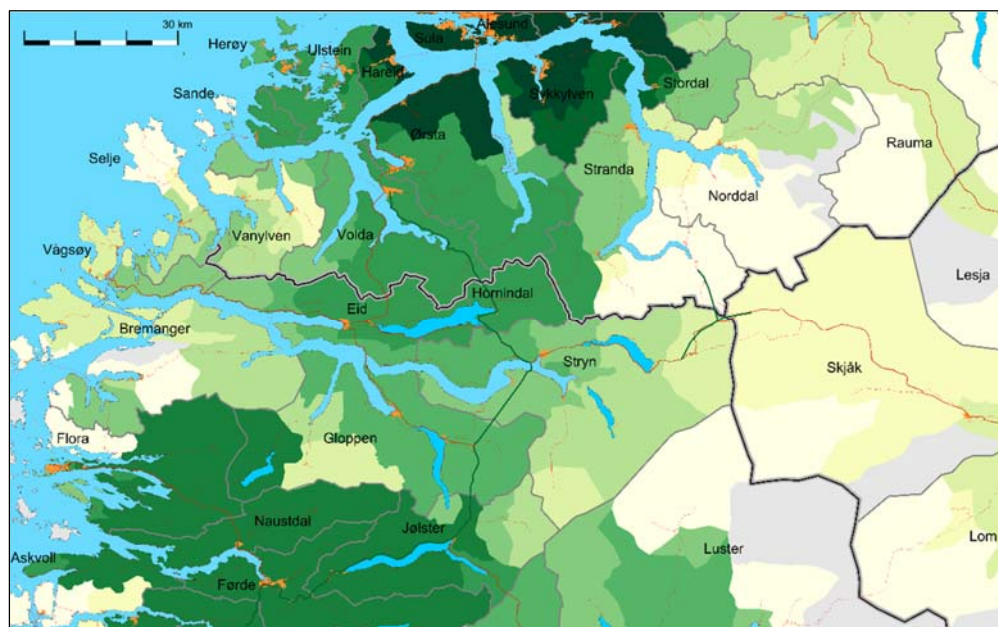 30 km
Ålesund
Sula
Herøy
Ulstein
Hareid
Sande
Sykkylven
Stordal
Ørsta
Selje
Rauma
Stranda
Norddal
Vanylven
Volda
Vågsøy
Lesja
Hornindal
Eid
Bremanger
Stryn
Skjåk
Flora
Gloppen
Naustdal
Jølster
Luster
Lom
Askvoll
Førde